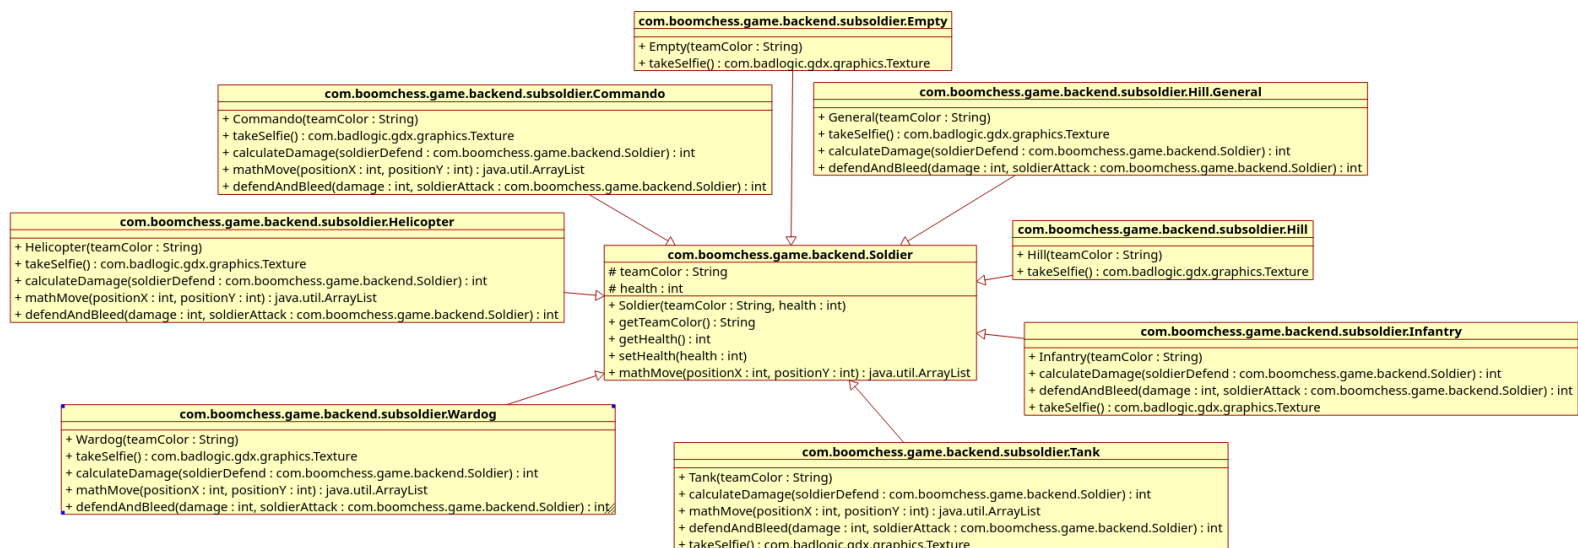 com.boomchess.game.backend.subsoldier.Empty
+ Empty(teamColor : String)
+ takeSelfie() : com.badlogic.gdx.graphics.Texture
com.boomchess.game.backend.subsoldier.Commando
+ Commando(teamColor : String)
+ takeSelfie() : com.badlogic.gdx.graphics.Texture
+ calculateDamage(soldierDefend : com.boomchess.game.backend.Soldier) : int
+ mathMove(positionX : int, positionY : int) : java.util.ArrayList
+ defendAndBleed(damage : int, soldierAttack : com.boomchess.game.backend.Soldier) : int
com.boomchess.game.backend.subsoldier.Hill.General
+ General(teamColor : String)
+ takeSelfie() : com.badlogic.gdx.graphics.Texture
+ calculateDamage(soldierDefend : com.boomchess.game.backend.Soldier) : int
+ defendAndBleed(damage : int, soldierAttack : com.boomchess.game.backend.Soldier) : int
com.boomchess.game.backend.subsoldier.Helicopter
+ Helicopter(teamColor : String)
+ takeSelfie() : com.badlogic.gdx.graphics.Texture
+ calculateDamage(soldierDefend : com.boomchess.game.backend.Soldier) : int
+ mathMove(positionX : int, positionY : int) : java.util.ArrayList
+ defendAndBleed(damage : int, soldierAttack : com.boomchess.game.backend.Soldier) : int
com.boomchess.game.backend.Soldier
# teamColor : String
# health : int
+ Soldier(teamColor : String, health : int)
+ getTeamColor() : String
+ getHealth() : int
+ setHealth(health : int)
+ mathMove(positionX : int, positionY : int) : java.util.ArrayList
com.boomchess.game.backend.subsoldier.Hill
+ Hill(teamColor : String)
+ takeSelfie() : com.badlogic.gdx.graphics.Texture
com.boomchess.game.backend.subsoldier.Infantry
+ Infantry(teamColor : String)
+ calculateDamage(soldierDefend : com.boomchess.game.backend.Soldier) : int
+ defendAndBleed(damage : int, soldierAttack : com.boomchess.game.backend.Soldier) : int
+ takeSelfie() : com.badlogic.gdx.graphics.Texture
com.boomchess.game.backend.subsoldier.Wardog
+ Wardog(teamColor : String)
+ takeSelfie() : com.badlogic.gdx.graphics.Texture
+ calculateDamage(soldierDefend : com.boomchess.game.backend.Soldier) : int
+ mathMove(positionX : int, positionY : int) : java.util.ArrayList
+ defendAndBleed(damage : int, soldierAttack : com.boomchess.game.backend.Soldier) : int
com.boomchess.game.backend.subsoldier.Tank
+ Tank(teamColor : String)
+ calculateDamage(soldierDefend : com.boomchess.game.backend.Soldier) : int
+ mathMove(positionX : int, positionY : int) : java.util.ArrayList
+ defendAndBleed(damage : int, soldierAttack : com.boomchess.game.backend.Soldier) : int
+ takeSelfie() : com.badlogic.gdx.graphics.Texture